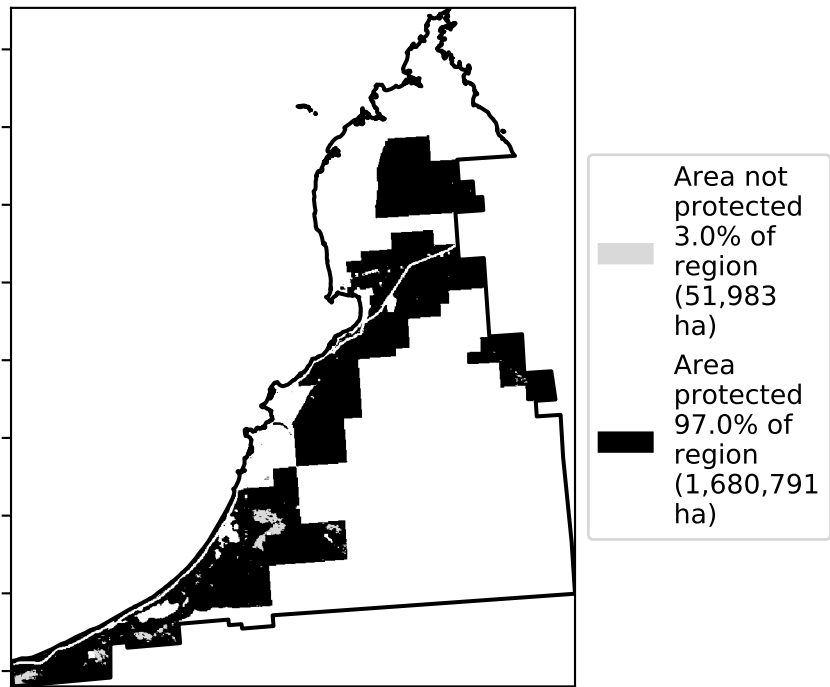 Area not
protected
3.0% of
region
(51,983
ha)
Area
protected
97.0% of
region
(1,680,791
ha)